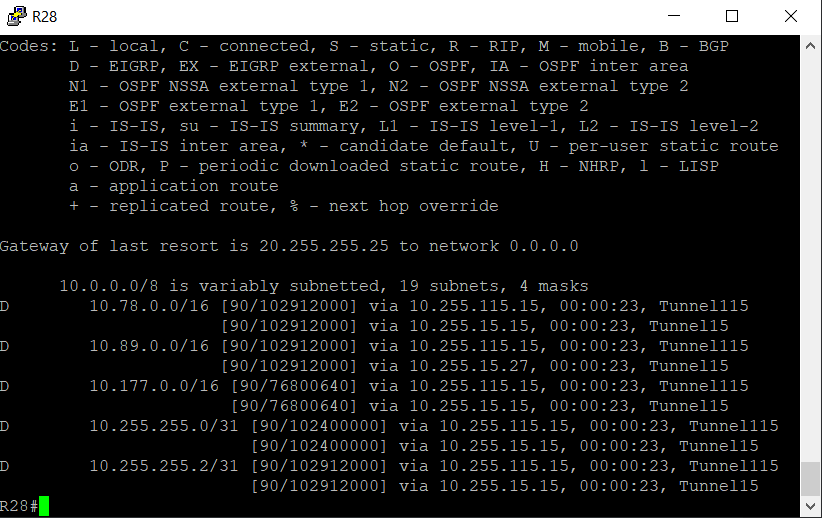 R28
Codes: L - local, C - connected, S - static, R - RIP, M - mobile, B - BGP
D - EIGRP, EX - EIGRP external, O - OSPF, IA - OSPF inter area
N1 - OSPF NSSA external type 1, N2 - OSPF NSSA external type 2
E1 - OSPF external type 1, E2 - OSPF external type 2
i - IS-IS, su - IS-IS summary, L1 - IS-IS level-1, L2 - IS-IS level-2
ia - IS-IS inter area, * - candidate default, U - per-user static route
o - ODR, P - periodic downloaded static route, H - NHRP, l - LISP
a - application route
+ - replicated route, % - next hop override
Gateway of last resort is 20.255.255.25 to network 0.0.0.0
10.0.0.0/8 is variably subnetted, 19 subnets, 4 masks
D 10.78.0.0/16 [90/102912000] via 10.255.115.15, 00:00:23, Tunnel115
[90/102912000] via 10.255.15.15, 00:00:23, Tunnel15
D 10.89.0.0/16 [90/102912000] via 10.255.115.15, 00:00:23, Tunnel115
[90/102912000] via 10.255.15.27, 00:00:23, Tunnel15
D 10.177.0.0/16 [90/76800640] via 10.255.115.15, 00:00:23, Tunnel115
[90/76800640] via 10.255.15.15, 00:00:23, Tunnel15
D 10.255.255.0/31 [90/102400000] via 10.255.115.15, 00:00:23, Tunnel115
[90/102400000] via 10.255.15.15, 00:00:23, Tunnel15
D 10.255.255.2/31 [90/102912000] via 10.255.115.15, 00:00:23, Tunnel115
[90/102912000] via 10.255.15.15, 00:00:23, Tunnel15
R28#